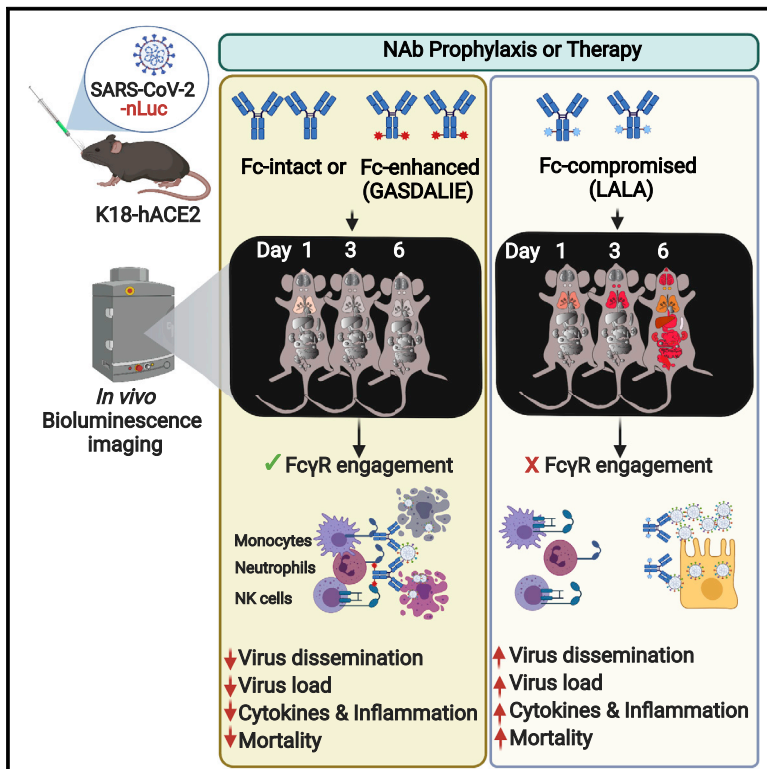 SARS-CoV-2
-nLuc
K18-hACE2
In vivo
Bioluminescence
imaging
NAb Prophylaxis or Therapy
Fc-intact or
Fc-enhanced
(GASDALIE)
Day 1 3 6
✓ FcγR engagement
Monocytes
Neutrophils
NK cells
Virus dissemination
Virus load
Cytokines & Inflammation
Mortality
Fc-compromised
(LALA)
Day 1 3 6
X FcγR engagement
Virus dissemination
Virus load
Cytokines & Inflammation
Mortality